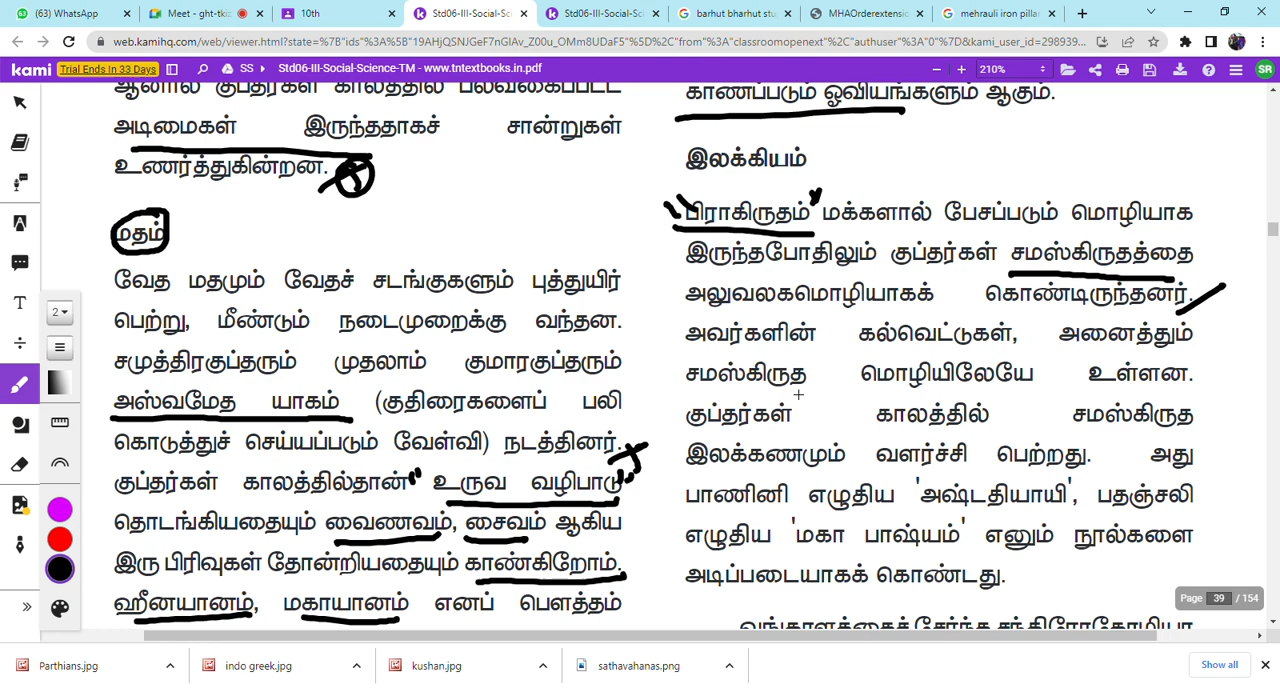 (63) WhatsApp
Meet - ght-tkiz
10th
Std06-III-Social-Sci
Std06-III-Social-Sci
barhut bharhut stu
MHAOrderextensio
mehrauli iron pillar
web.kamihq.com/web/viewer.html?state=%7B"ids"%3A%5B"19AHjQSNJGeF7nGIAv_Z00u_OMm8UDaF5"%5D%2C"from"%3A"classroomopennext"%2C"authuser"%3A"0"%7D&kami_user_id=298939...
kami
Trial Ends In 33 Days
SS
Std06-III-Social-Science-TM - www.tntextbooks.in.pdf
210%
SR
ஆனால் குப்தர்கள் காலத்தில் பலவகைப்பட்ட
அடிமைகள் இருந்ததாகச் சான்றுகள்
உணர்த்துகின்றன.
மதம்
வேத மதமும் வேதச் சடங்குகளும் புத்துயிர்
பெற்று, மீண்டும் நடைமுறைக்கு வந்தன.
சமுத்திரகுப்தரும் முதலாம் குமாரகுப்தரும்
அஸ்வமேத யாகம் (குதிரைகளைப் பலி
கொடுத்துச் செய்யப்படும் வேள்வி) நடத்தினர்.
குப்தர்கள் காலத்தில்தான் உருவ வழிபாடு
தொடங்கியதையும் வைணவம், சைவம் ஆகிய
இரு பிரிவுகள் தோன்றியதையும் காண்கிறோம்.
ஹீனயானம், மகாயானம் எனப் பௌத்தம்
காணப்படும் ஓவியங்களும் ஆகும்.
இலக்கியம்
பிராகிருதம் மக்களால் பேசப்படும் மொழியாக
இருந்தபோதிலும் குப்தர்கள் சமஸ்கிருதத்தை
அலுவலகமொழியாகக் கொண்டிருந்தனர்.
அவர்களின் கல்வெட்டுகள், அனைத்தும்
சமஸ்கிருத மொழியிலேயே உள்ளன.
குப்தர்கள் காலத்தில் சமஸ்கிருத
இலக்கணமும் வளர்ச்சி பெற்றது. அது
பாணினி எழுதிய 'அஷ்டதியாயி', பதஞ்சலி
எழுதிய 'மகா பாஷ்யம்' எனும் நூல்களை
அடிப்படையாகக் கொண்டது.
வங்காளத்தைச் சேர்ந்த சந்திரோகோமியா
2
Page 39 / 154
Parthians.jpg
indo greek.jpg
kushan.jpg
sathavahanas.png
Show all